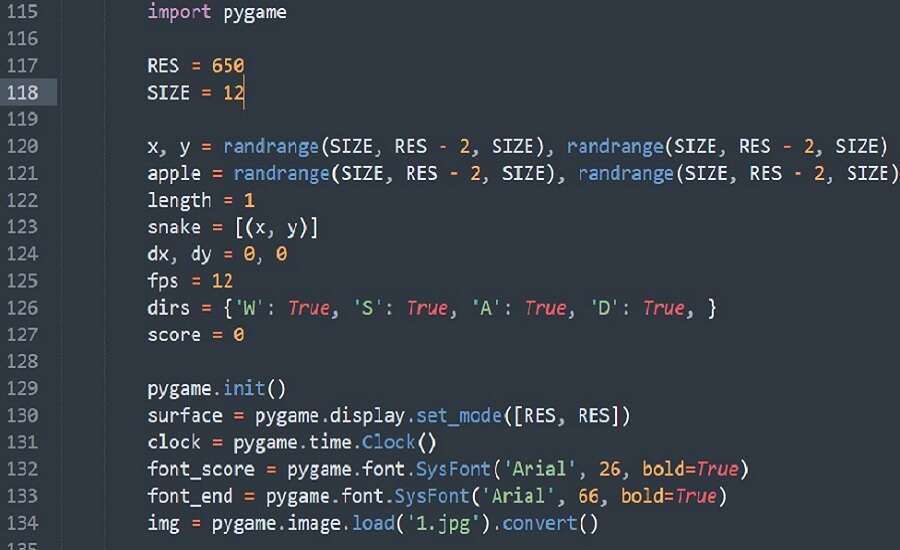 115 import pygame
116
117 RES = 650
118 SIZE = 12
119
120 x, y = randrange(SIZE, RES - 2, SIZE), randrange(SIZE, RES - 2, SIZE)
121 apple = randrange(SIZE, RES - 2, SIZE), randrange(SIZE, RES - 2, SIZE)
122 length = 1
123 snake = [(x, y)]
124 dx, dy = 0, 0
125 fps = 12
126 dirs = {'W': True, 'S': True, 'A': True, 'D': True, }
127 score = 0
128
129 pygame.init()
130 surface = pygame.display.set_mode([RES, RES])
131 clock = pygame.time.Clock()
132 font_score = pygame.font.SysFont('Arial', 26, bold=True)
133 font_end = pygame.font.SysFont('Arial', 66, bold=True)
134 img = pygame.image.load('1.jpg').convert()
135